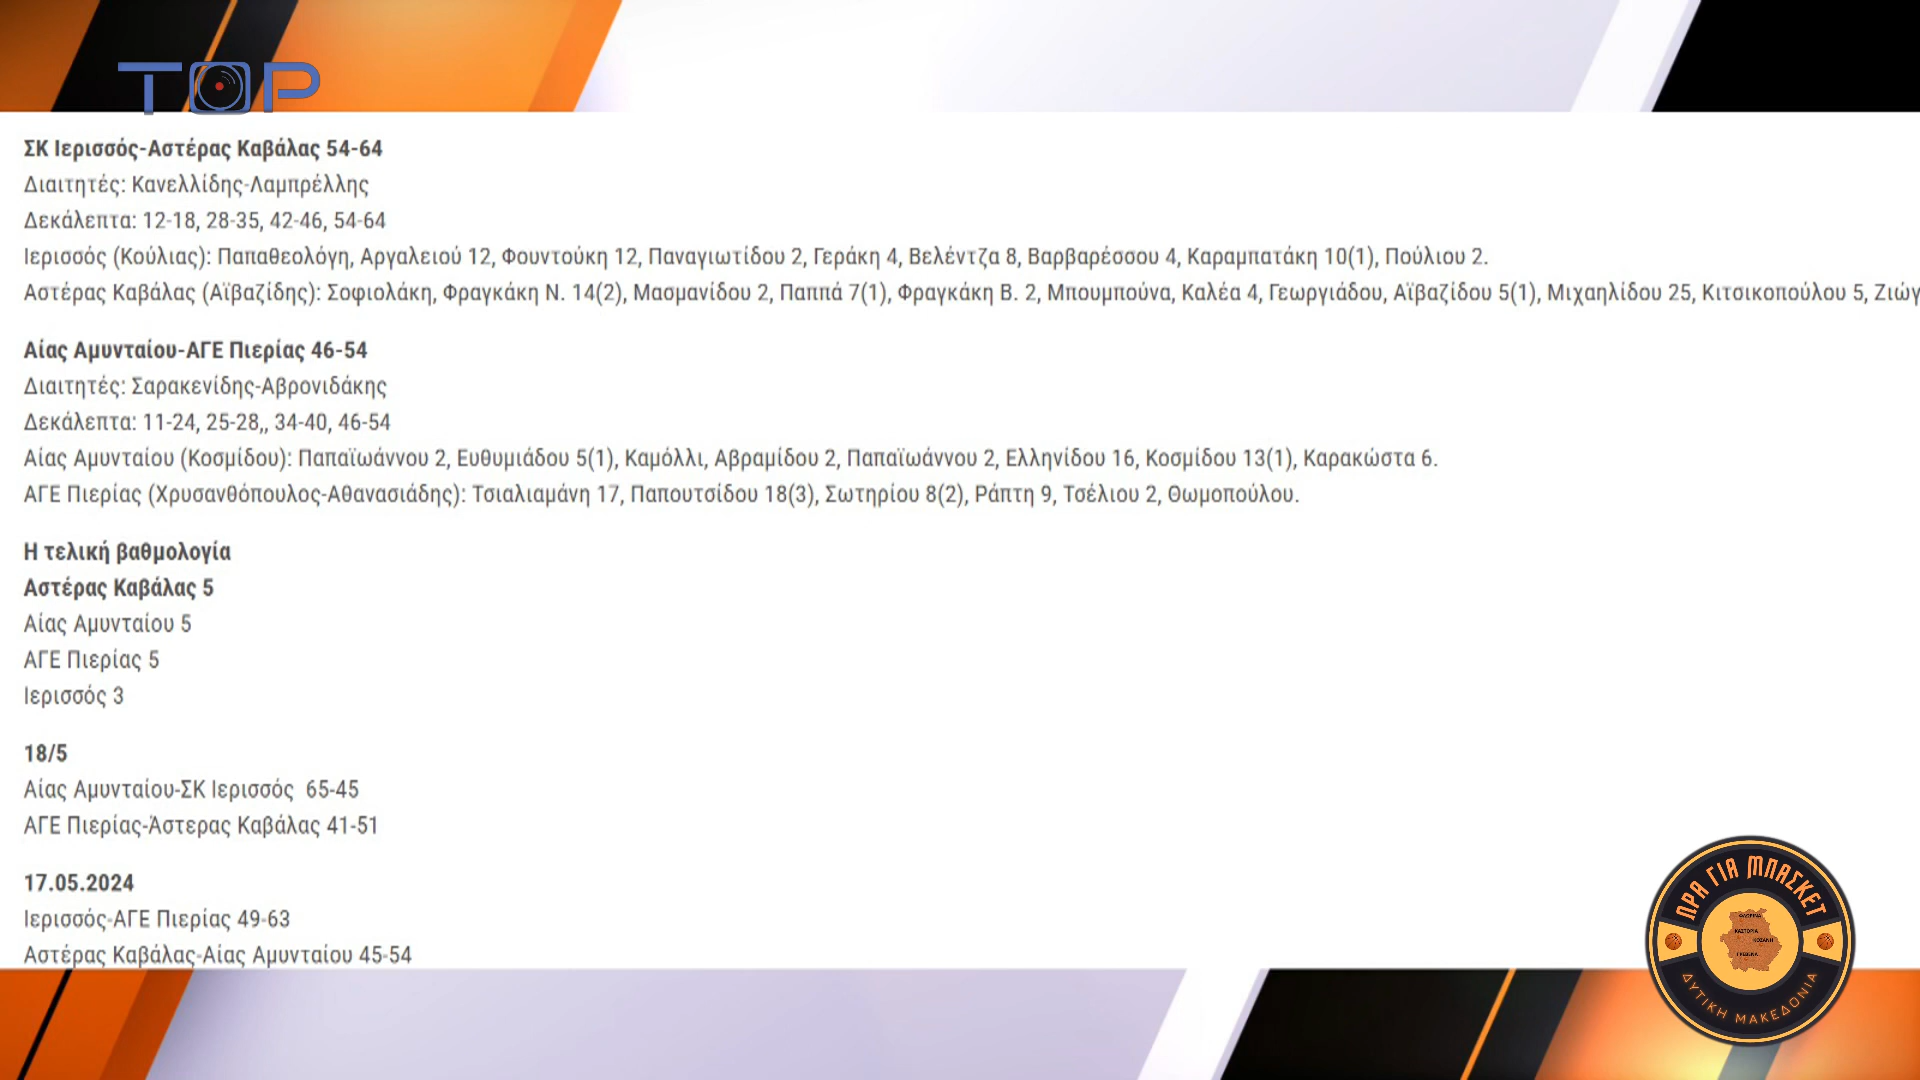 TOP
ΣΚ Ιερισσός-Αστέρας Καβάλας 54-64
Διαιτητές: Κανελλίδης-Λαμπρέλλης
Δεκάλεπτα: 12-18, 28-35, 42-46, 54-64
Ιερισσός (Κούλιας): Παπαθεολόγη, Αργαλειού 12, Φουντούκη 12, Παναγιωτίδου 2, Γεράκη 4, Βελέντζα 8, Βαρβαρέσσου 4, Καραμπατάκη 10(1), Πούλιου 2.
Αστέρας Καβάλας (Αϊβαζίδης): Σοφιολάκη, Φραγκάκη Ν. 14(2), Μασμανίδου 2, Παππά 7(1), Φραγκάκη Β. 2, Μπουμπούνα, Καλέα 4, Γεωργιάδου, Αϊβαζίδου 5(1), Μιχαηλίδου 25, Κιτσικοπούλου 5,
Αίας Αμυνταίου-ΑΓΕ Πιερίας 46-54
Διαιτητές: Σαρακενίδης-Αβρονιδάκης
Δεκάλεπτα: 11-24, 25-28,, 34-40, 46-54
Αίας Αμυνταίου (Κοσμίδου): Παπαϊωάννου 2, Ευθυμιάδου 5(1), Καμόλλι, Αβραμίδου 2, Παπαϊωάννου 2, Ελληνίδου 16, Κοσμίδου 13(1), Καρακώστα 6.
ΑΓΕ Πιερίας (Χρυσανθόπουλος-Αθανασιάδης): Τσιαλιαμάνη 17, Παπουτσίδου 18(3), Σωτηρίου 8(2), Ράπτη 9, Τσέλιου 2, Θωμοπούλου.
Η τελική βαθμολογία
Αστέρας Καβάλας 5
Αίας Αμυνταίου 5
ΑΓΕ Πιερίας 5
Ιερισσός 3
18/5
Αίας Αμυνταίου-ΣΚ Ιερισσός 65-45
ΑΓΕ Πιερίας-Άστερας Καβάλας 41-51
17.05.2024
Ιερισσός-ΑΓΕ Πιερίας 49-63
Αστέρας Καβάλας-Αίας Αμυνταίου 45-54
ΩΡΑ ΓΙΑ ΜΠΑΣΚΕΤ
ΦΛΩΡΙΝΑ
ΚΑΣΤΟΡΙΑ
ΚΟΖΑΝΗ
ΓΡΕΒΕΝΑ
ΔΥΤΙΚΗ ΜΑΚΕΔΟΝΙΑ